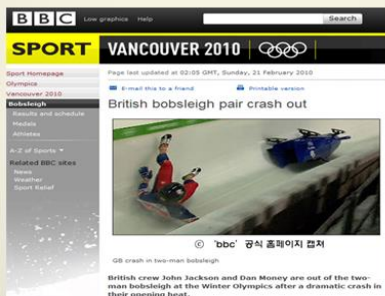 BBC Low graphics Help Search
SPORT VANCOUVER 2010
Sport Homepage
Olympics
Vancouver 2010
Bobsleigh
Results and schedule
Medals
Athletes
A-Z of Sports
Related BBC sites
News
Weather
Sport Relief
Page last updated at 02:05 GMT, Sunday, 21 February 2010
E-mail this to a friend Printable version
British bobsleigh pair crash out
ⓒ 'bbc' 공식 홈페이지 캡쳐
GB crash in two-man bobsleigh
British crew John Jackson and Dan Money are out of the two-
man bobsleigh at the Winter Olympics after a dramatic crash in
their opening heat.